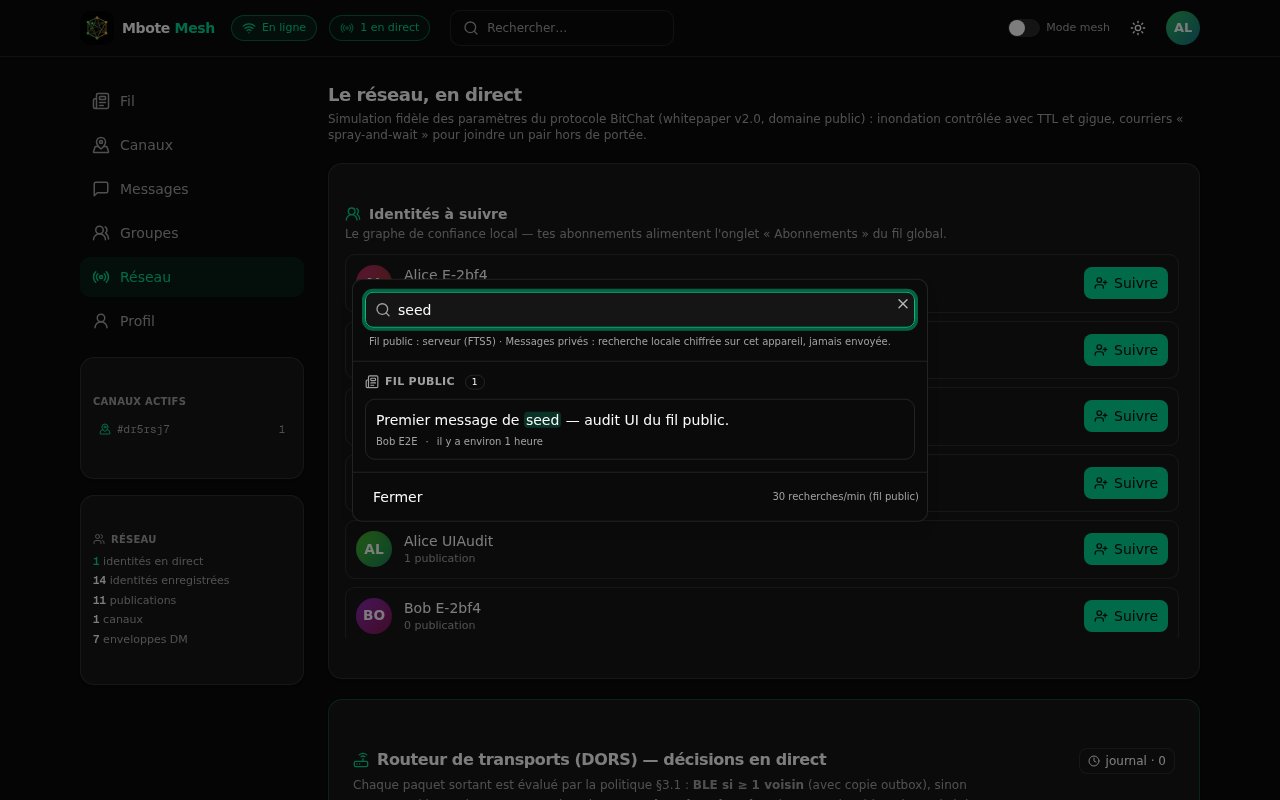 Mbote Mesh
En ligne
1 en direct
Rechercher…
Mode mesh
AL
Fil
Canaux
Messages
Groupes
Réseau
Profil
CANAUX ACTIFS
#dr5rsj7 1
RÉSEAU
1 identités en direct
14 identités enregistrées
11 publications
1 canaux
7 enveloppes DM
Le réseau, en direct
Simulation fidèle des paramètres du protocole BitChat (whitepaper v2.0, domaine public) : inondation contrôlée avec TTL et gigue, courriers «
spray-and-wait » pour joindre un pair hors de portée.
Identités à suivre
Le graphe de confiance local — tes abonnements alimentent l'onglet « Abonnements » du fil global.
Alice E-2bf4
Suivre
seed
Fil public : serveur (FTS5) · Messages privés : recherche locale chiffrée sur cet appareil, jamais envoyée.
Suivre
FIL PUBLIC 1
Suivre
Premier message de seed — audit UI du fil public.
Bob E2E · il y a environ 1 heure
Suivre
Fermer
30 recherches/min (fil public)
AL
Alice UIAudit
1 publication
Suivre
BO
Bob E-2bf4
0 publication
Suivre
Routeur de transports (DORS) — décisions en direct
journal · 0
Chaque paquet sortant est évalué par la politique §3.1 : BLE si ≥ 1 voisin (avec copie outbox), sinon